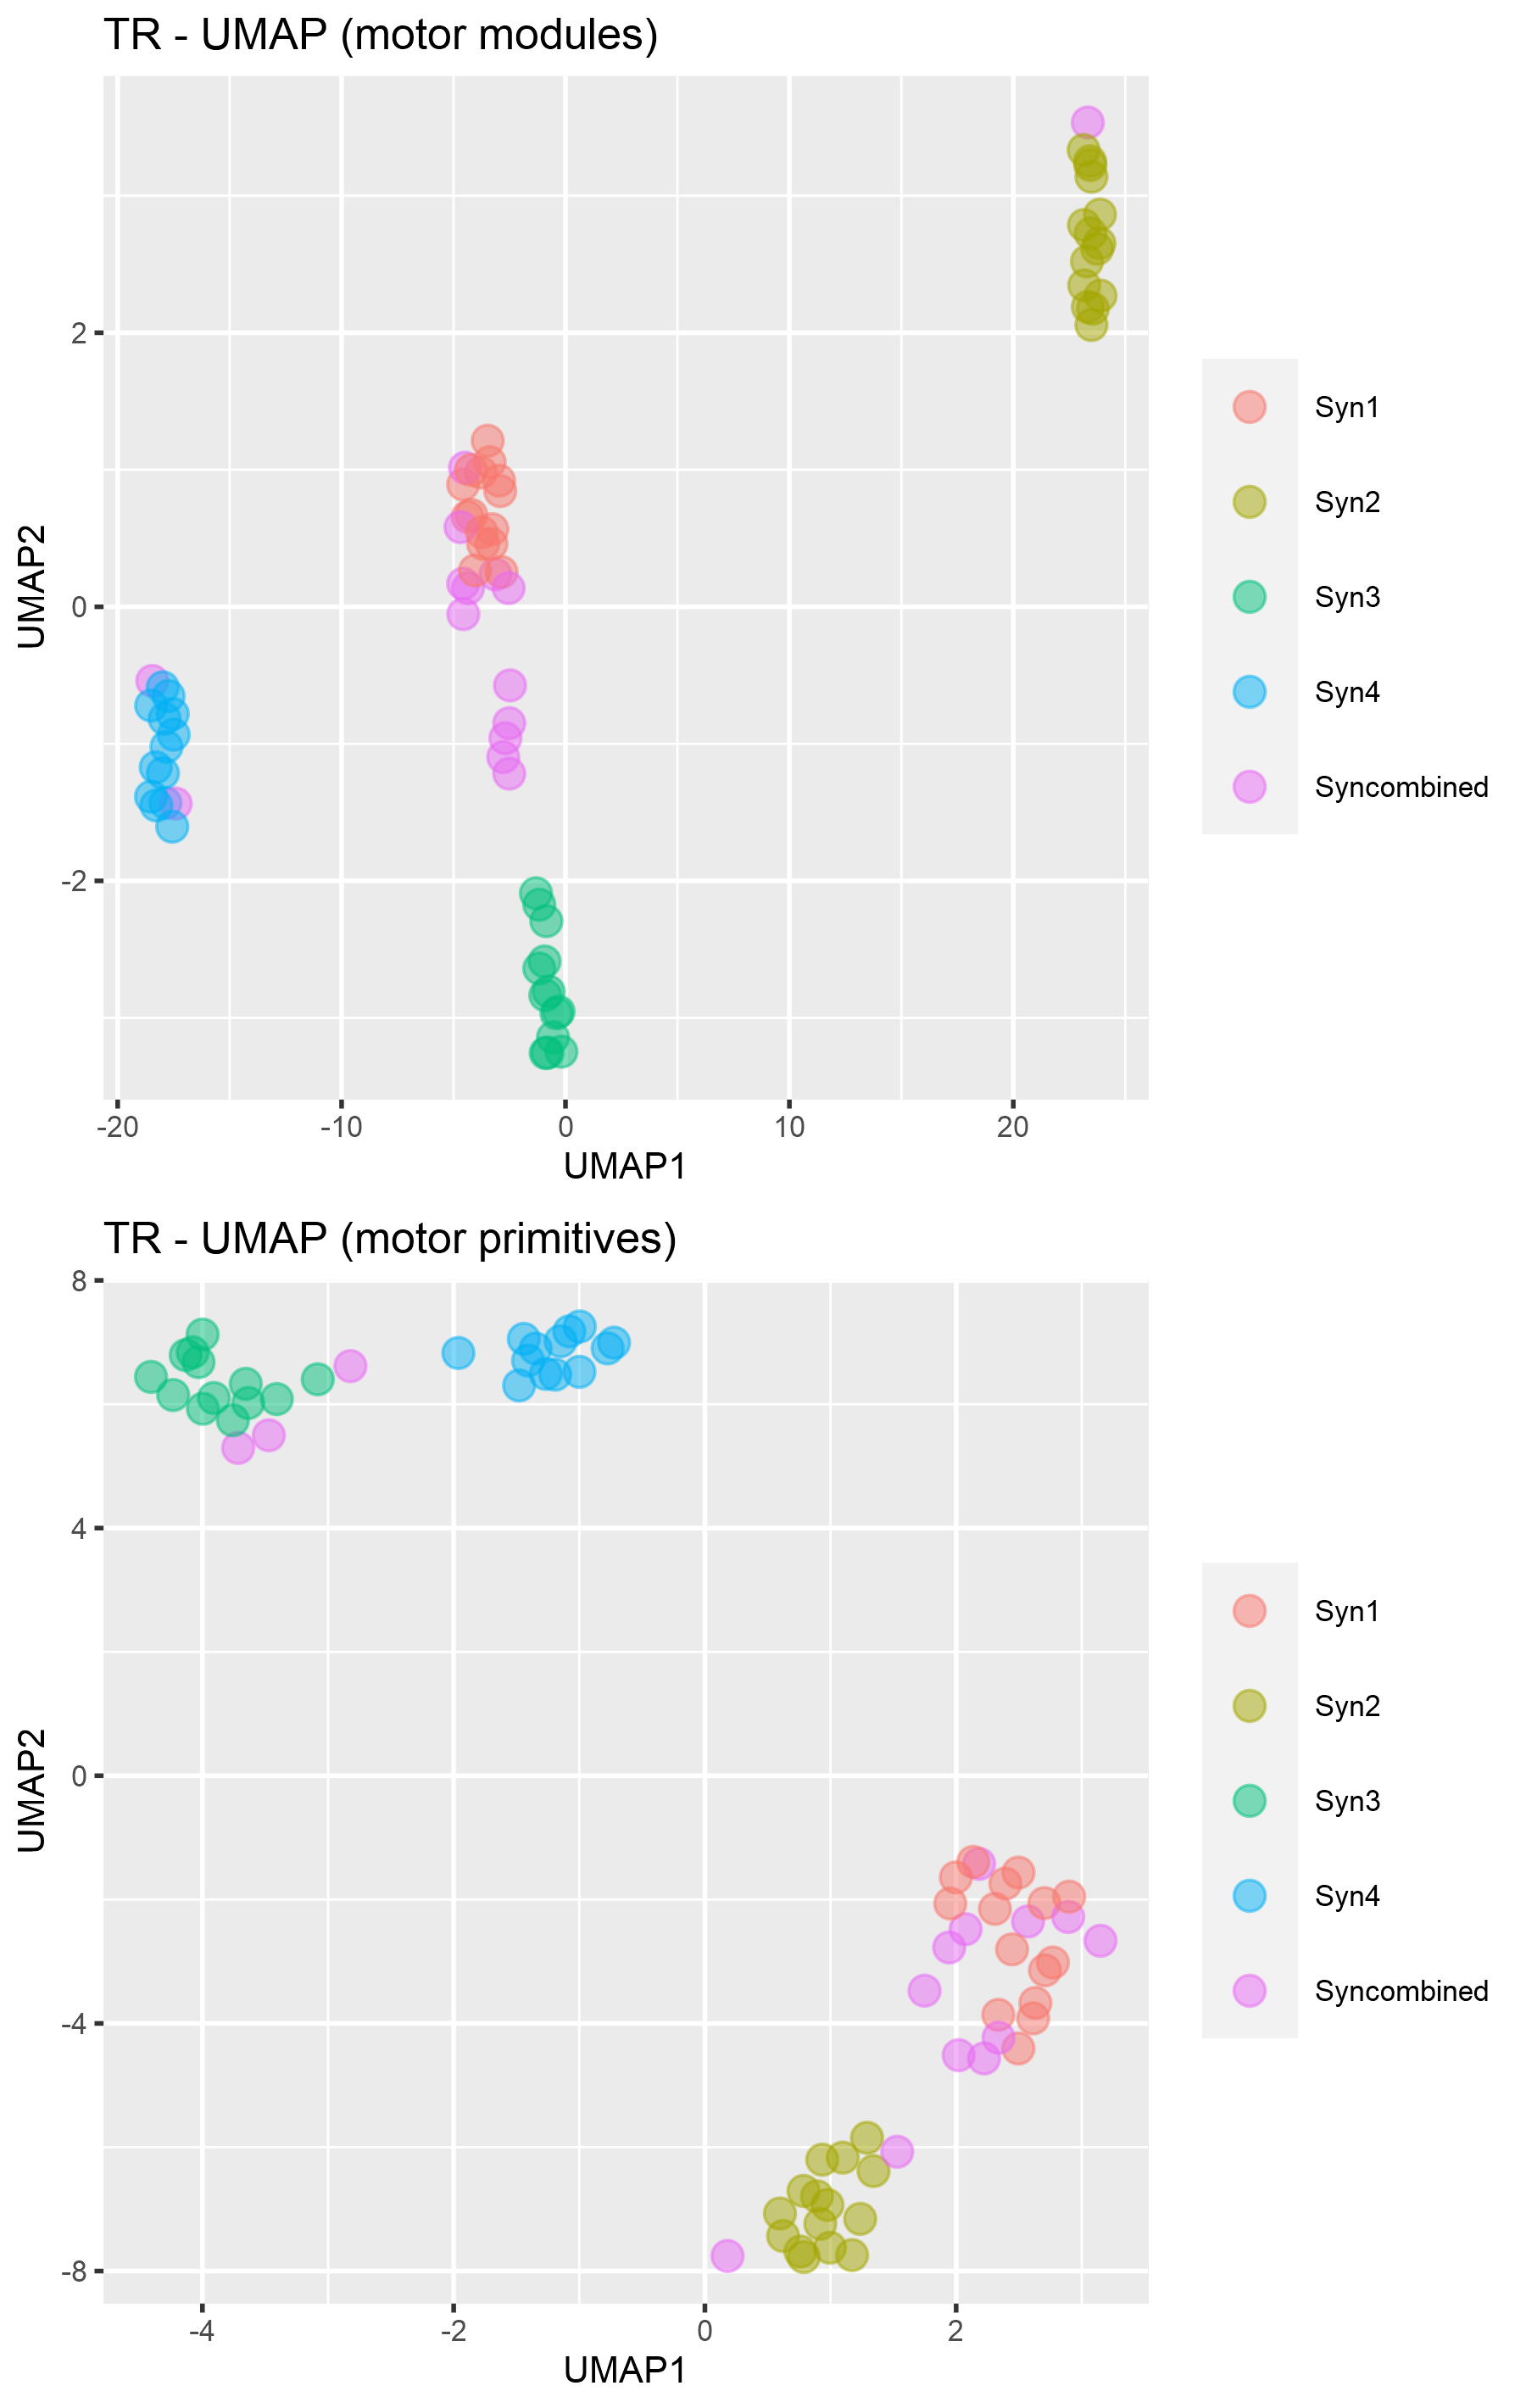 TR - UMAP (motor modules)
UMAP2
2
0
-2
-20
-10
0
10
20
UMAP1
Syn1
Syn2
Syn3
Syn4
Syncombined
TR - UMAP (motor primitives)
UMAP2
8
4
0
-4
-8
-4
-2
0
2
UMAP1
Syn1
Syn2
Syn3
Syn4
Syncombined